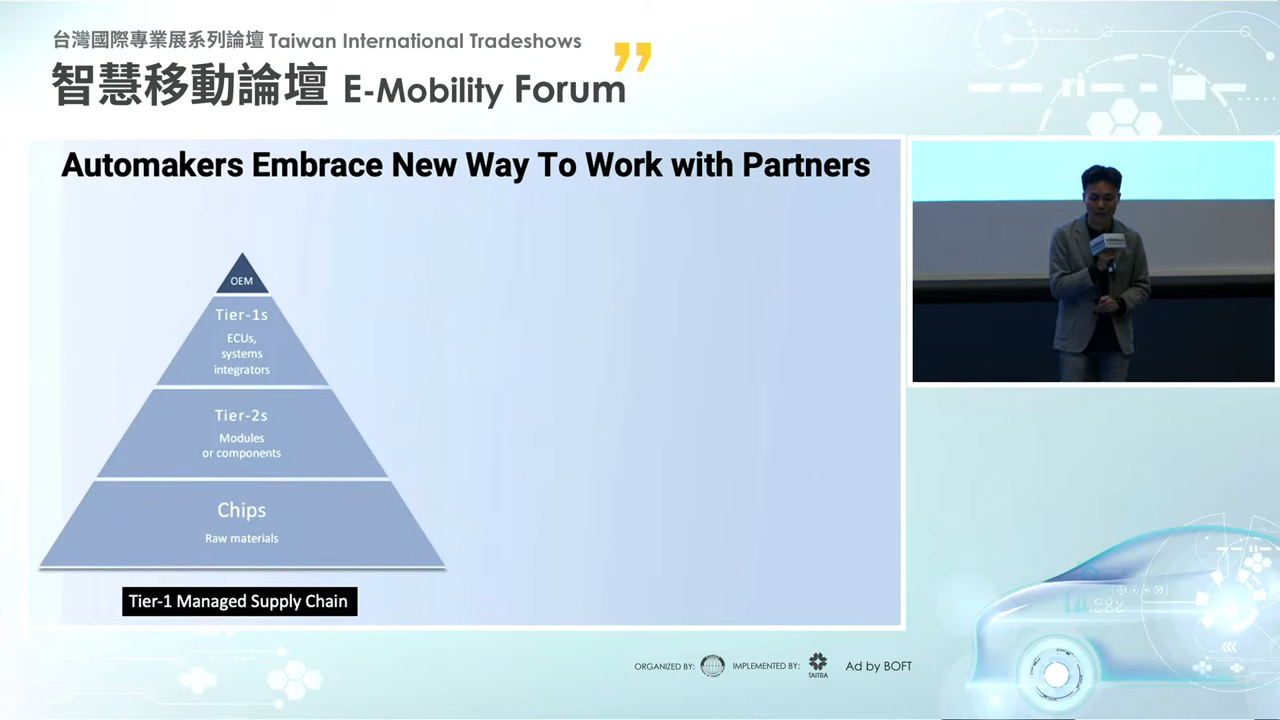 台灣國際專業展系列論壇 Taiwan International Tradeshows
智慧移動論壇 E-Mobility Forum
Automakers Embrace New Way To Work with Partners
OEM
Tier-1s
ECUs,
systems
integrators
Tier-2s
Modules
or components
Chips
Raw materials
Tier-1 Managed Supply Chain
ORGANIZED BY: IMPLEMENTED BY: TAITRA Ad by BOFT